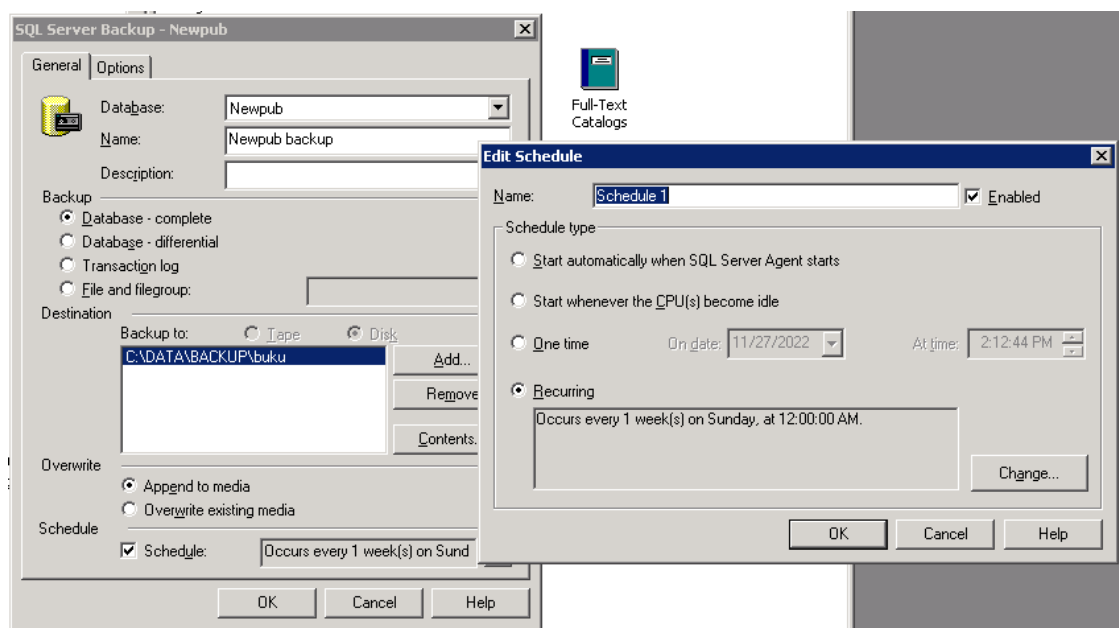 SQL Server Backup - Newpub
General Options
Database: Newpub
Name: Newpub backup
Description:
Backup
Database - complete
Database - differential
Transaction log
File and filegroup:
Destination
Backup to: Tape Disk
C:\DATA\BACKUP\buku
Add...
Remove
Contents.
Overwrite
Append to media
Overwrite existing media
Schedule
Schedule: Occurs every 1 week(s) on Sund
OK Cancel Help
Full-Text
Catalogs
Edit Schedule
Name: Schedule 1 Enabled
Schedule type
Start automatically when SQL Server Agent starts
Start whenever the CPU(s) become idle
One time On date: 11/27/2022 At time: 2:12:44 PM
Recurring
Occurs every 1 week(s) on Sunday, at 12:00:00 AM.
Change...
OK Cancel Help